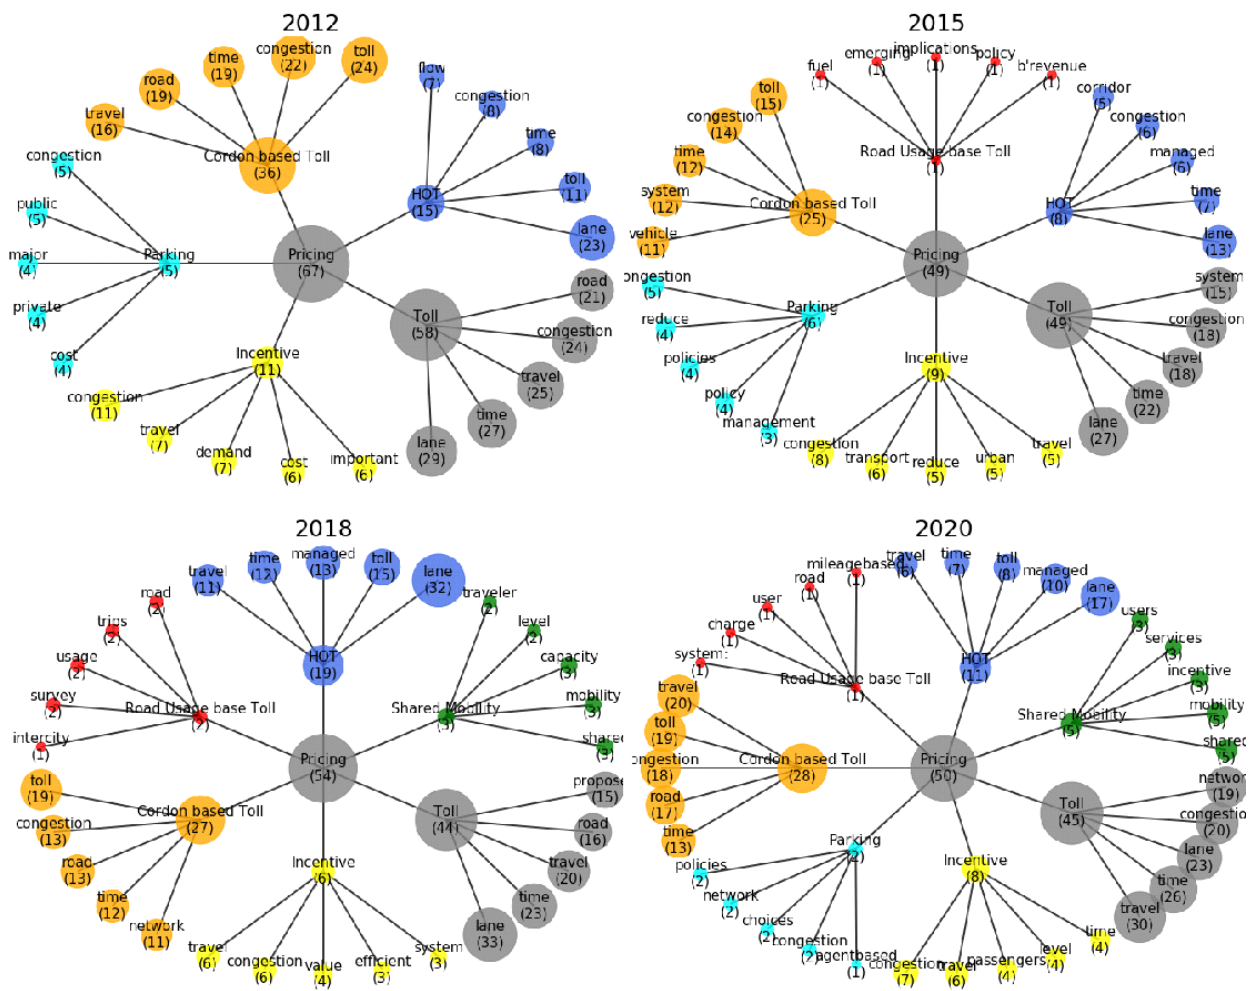 2012
congestion
(22)
toll
(24)
time
(19)
road
(19)
travel
(16)
Cordon based Toll
(36)
flow
(7)
congestion
(8)
time
(8)
toll
(11)
lane
(23)
HOT
(15)
congestion
(5)
public
(5)
major
(4)
private
(4)
cost
(4)
Parking
(5)
Pricing
(67)
road
(21)
congestion
(24)
travel
(25)
time
(27)
lane
(29)
Toll
(58)
Incentive
(11)
congestion
(11)
travel
(7)
demand
(7)
cost
(6)
important
(6)
2015
fuel
(1)
emerging
(1)
implications
(1)
policy
(1)
b'revenue
(1)
Road Usage base Toll
(1)
toll
(15)
congestion
(14)
time
(12)
system
(12)
vehicle
(11)
Cordon based Toll
(25)
corridor
(5)
congestion
(6)
managed
(6)
time
(7)
lane
(13)
HOT
(8)
Pricing
(49)
ongestion
(5)
reduce
(4)
policies
(4)
policy
(4)
management
(3)
Parking
(6)
system
(15)
congestion
(18)
travel
(18)
time
(22)
lane
(27)
Toll
(49)
Incentive
(9)
congestion
(8)
transport
(6)
reduce
(5)
urban
(5)
travel
(5)
2018
travel
(11)
time
(12)
managed
(13)
toll
(15)
lane
(32)
HOT
(19)
road
(2)
trips
(2)
usage
(2)
survey
(2)
intercity
(1)
Road Usage base Toll
(2)
traveler
(2)
level
(2)
capacity
(3)
mobility
(3)
shared
(3)
Shared Mobility
(3)
Pricing
(54)
toll
(19)
congestion
(13)
road
(13)
time
(12)
network
(11)
Cordon based Toll
(27)
propose
(15)
road
(16)
travel
(20)
time
(23)
lane
(33)
Toll
(44)
Incentive
(6)
travel
(6)
congestion
(6)
value
(4)
efficient
(3)
system
(3)
2020
mileagebased
(1)
road
(1)
user
(1)
charge
(1)
system:
(1)
Road Usage base Toll
(1)
travel
(6)
time
(7)
toll
(8)
managed
(10)
lane
(17)
HOT
(11)
users
(3)
services
(3)
incentive
(3)
mobility
(5)
shared
(5)
Shared Mobility
(5)
travel
(20)
toll
(19)
ongestion
(18)
road
(17)
time
(13)
Cordon based Toll
(28)
Pricing
(50)
networ
(19)
congestio
(20)
lane
(23)
time
(26)
travel
(30)
Toll
(45)
Parking
(2)
policies
(2)
network
(2)
choices
(2)
congestion
(2)
agentbased
(1)
Incentive
(8)
congestion
(7)
travel
(6)
passengers
(4)
level
(4)
time
(4)